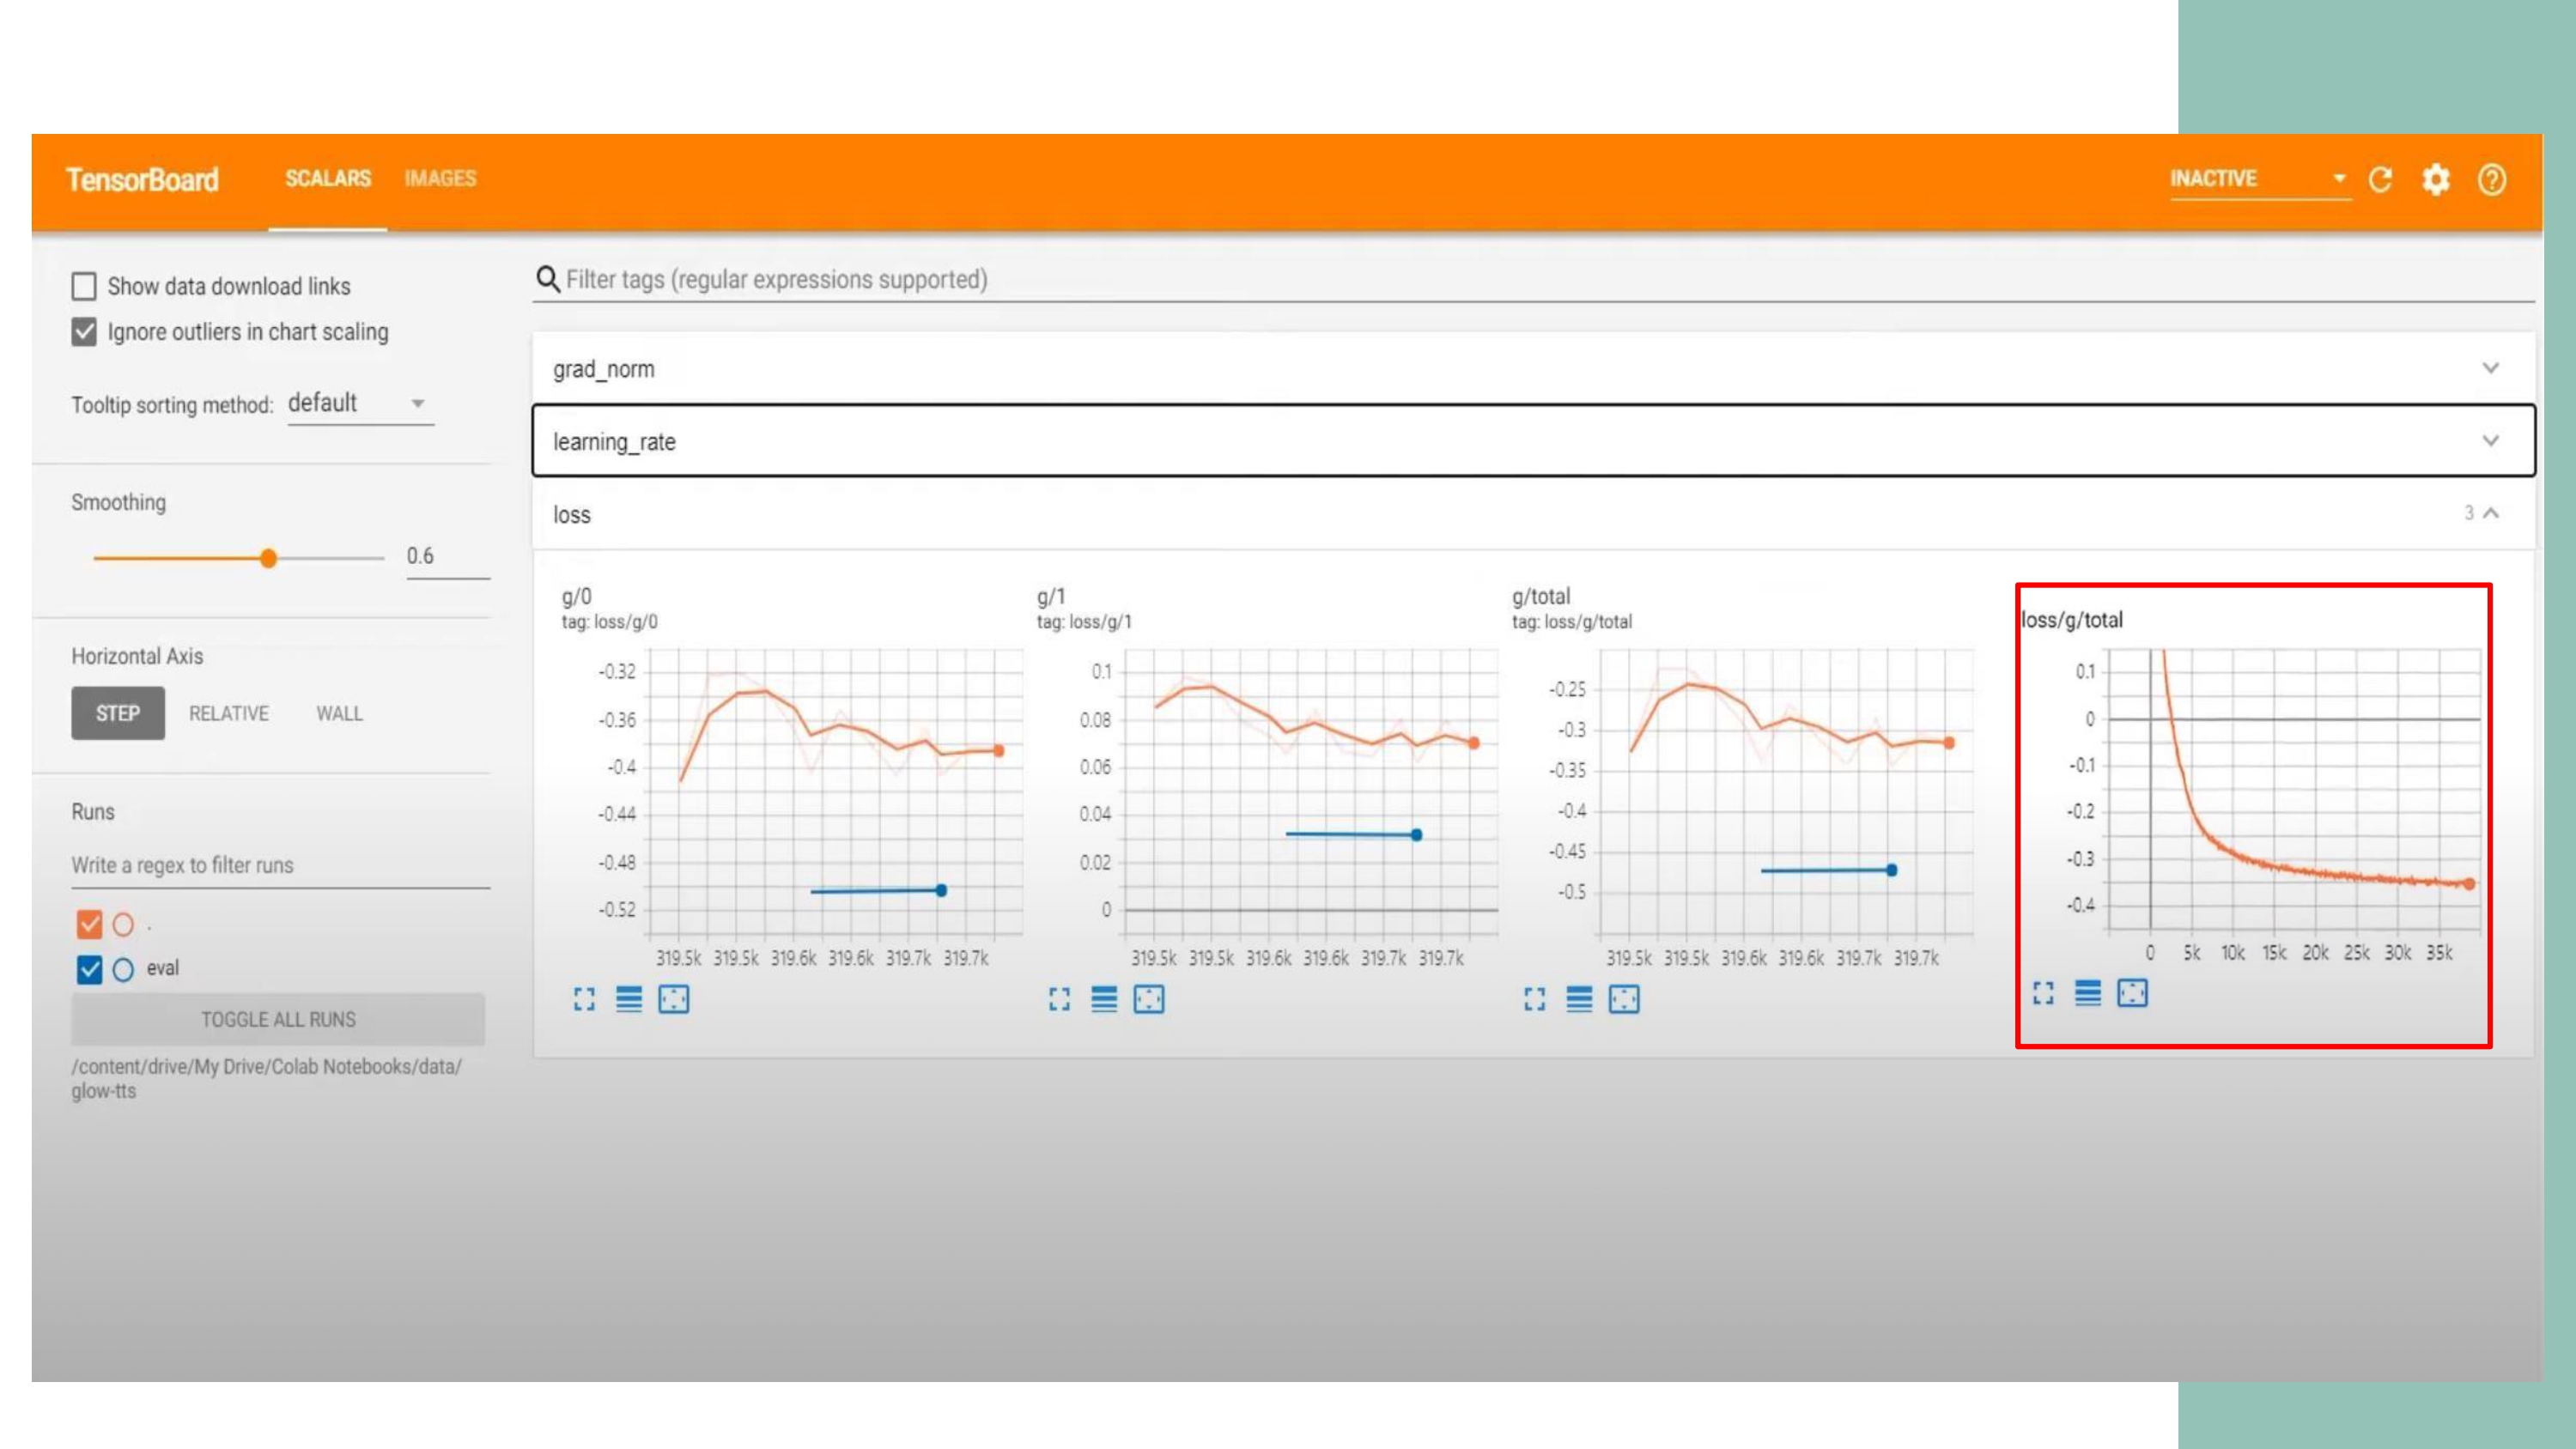 TensorBoard SCALARS IMAGES INACTIVE
Show data download links
Ignore outliers in chart scaling
Tooltip sorting method: default
Smoothing
0.6
Horizontal Axis
STEP RELATIVE WALL
Runs
Write a regex to filter runs
.
eval
TOGGLE ALL RUNS
/content/drive/My Drive/Colab Notebooks/data/
glow-tts
Filter tags (regular expressions supported)
grad_norm
learning_rate
loss 3
g/0
tag: loss/g/0
-0.32
-0.36
-0.4
-0.44
-0.48
-0.52
319.5k 319.5k 319.6k 319.6k 319.7k 319.7k
g/1
tag: loss/g/1
0.1
0.08
0.06
0.04
0.02
0
319.5k 319.5k 319.6k 319.6k 319.7k 319.7k
g/total
tag: loss/g/total
-0.25
-0.3
-0.35
-0.4
-0.45
-0.5
319.5k 319.5k 319.6k 319.6k 319.7k 319.7k
loss/g/total
0.1
0
-0.1
-0.2
-0.3
-0.4
0 5k 10k 15k 20k 25k 30k 35k